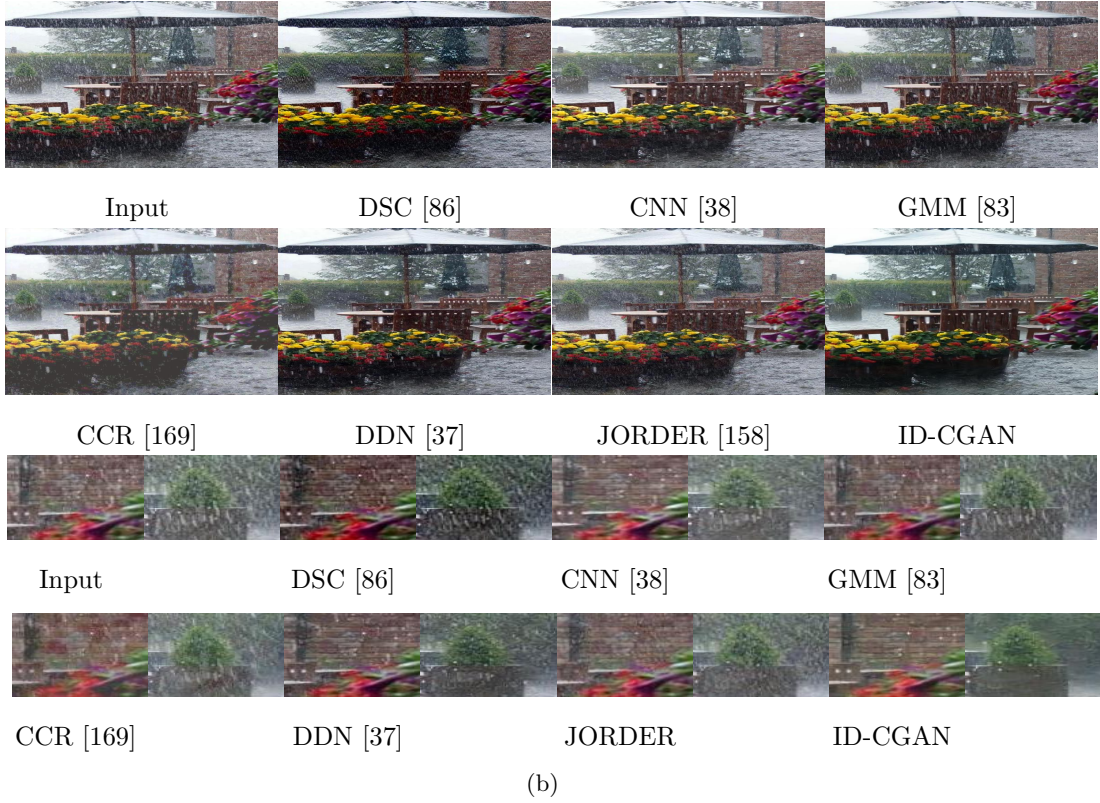 Input DSC [86] CNN [38] GMM [83]
CCR [169] DDN [37] JORDER [158] ID-CGAN
Input DSC [86] CNN [38] GMM [83]
CCR [169] DDN [37] JORDER ID-CGAN
(b)